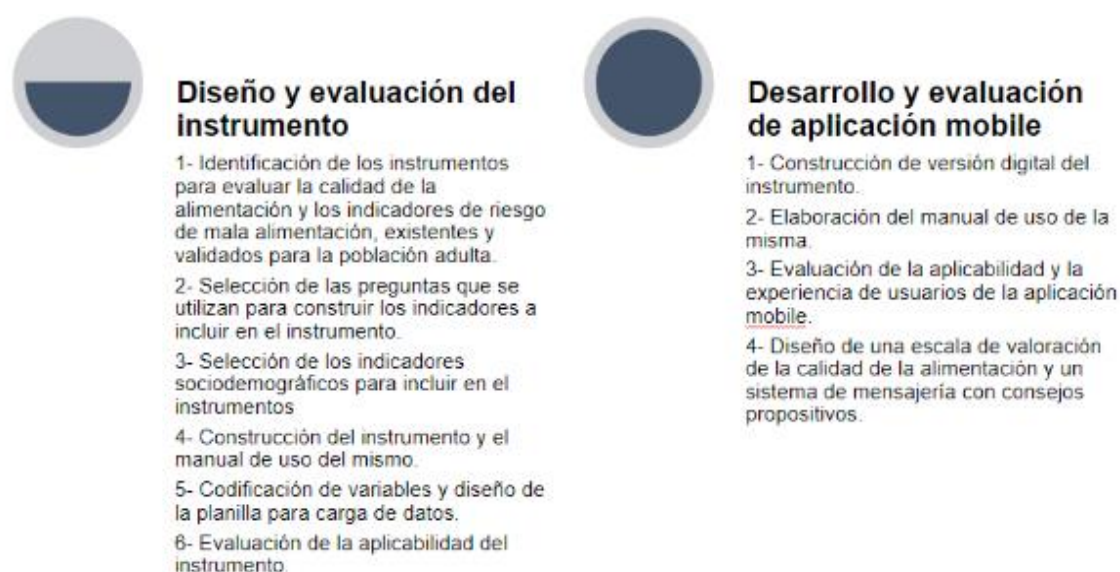 Diseño y evaluación del
instrumento
1- Identificación de los instrumentos
para evaluar la calidad de la
alimentación y los indicadores de riesgo
de mala alimentación, existentes y
validados para la población adulta.
2- Selección de las preguntas que se
utilizan para construir los indicadores a
incluir en el instrumento.
3- Selección de los indicadores
sociodemográficos para incluir en el
instrumentos
4- Construcción del instrumento y el
manual de uso del mismo.
5- Codificación de variables y diseño de
la planilla para carga de datos.
6- Evaluación de la aplicabilidad del
instrumento.
Desarrollo y evaluación
de aplicación mobile
1- Construcción de versión digital del
instrumento.
2- Elaboración del manual de uso de la
misma.
3- Evaluación de la aplicabilidad y la
experiencia de usuarios de la aplicación
mobile.
4- Diseño de una escala de valoración
de la calidad de la alimentación y un
sistema de mensajería con consejos
propositivos.